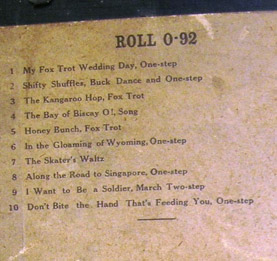 ROLL O-92
1 My Fox Trot Wedding Day, One-step
2 Shifty Shuffles, Buck Dance and One-step
3 The Kangaroo Hop, Fox Trot
4 The Bay of Biscay O!, Song
5 Honey Bunch, Fox Trot
6 In the Gloaming of Wyoming, One-step
7 The Skater's Waltz
8 Along the Road to Singapore, One-step
9 I Want to Be a Soldier, March Two-step
10 Don't Bite the Hand That's Feeding You, One-step